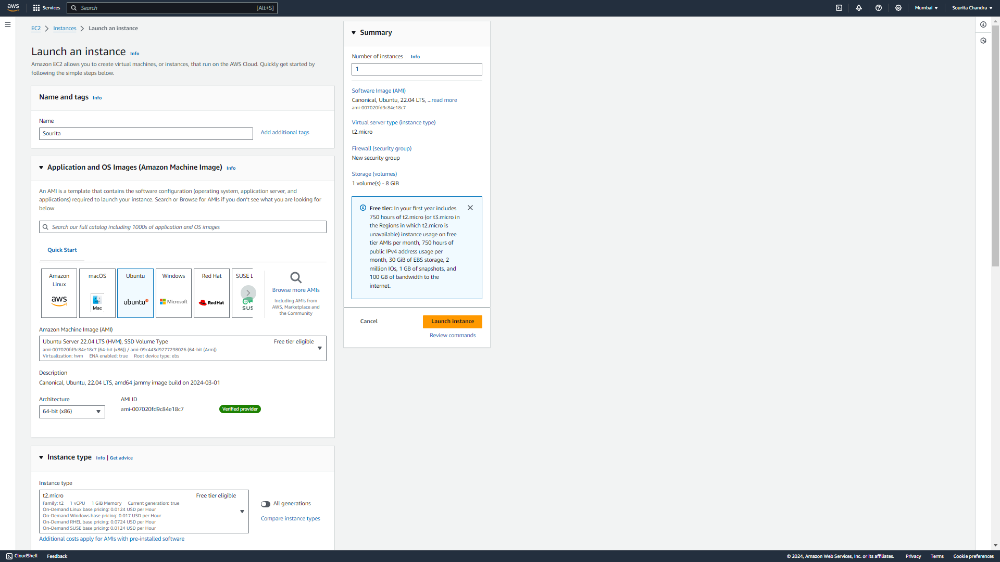 aws
Services
Search
[Alt+S]
Mumbai
Sourita Chandra
EC2
Instances
Launch an instance
Launch an instance Info
Amazon EC2 allows you to create virtual machines, or instances, that run on the AWS Cloud. Quickly get started by
following the simple steps below.
Name and tags Info
Name
Sourita
Add additional tags
Application and OS Images (Amazon Machine Image) Info
An AMI is a template that contains the software configuration (operating system, application server, and
applications) required to launch your instance. Search or Browse for AMIs if you don't see what you are looking for
below
Search our full catalog including 1000s of application and OS images
Quick Start
Amazon
Linux
aws
macOS
Mac
Ubuntu
ubuntu
Windows
Microsoft
Red Hat
Red Hat
SUSE L
SUS
Browse more AMIs
Including AMIs from
AWS, Marketplace and
the Community
Amazon Machine Image (AMI)
Ubuntu Server 22.04 LTS (HVM), SSD Volume Type
Free tier eligible
ami-007020fd9c84e18c7 (64-bit (x86)) / ami-09c443d9277298026 (64-bit (Arm))
Virtualization: hvm ENA enabled: true Root device type: ebs
Description
Canonical, Ubuntu, 22.04 LTS, amd64 jammy image build on 2024-03-01
Architecture
64-bit (x86)
AMI ID
ami-007020fd9c84e18c7
Verified provider
Instance type Info | Get advice
Instance type
t2.micro
Free tier eligible
Family: t2 1 vCPU 1 GiB Memory Current generation: true
On-Demand Linux base pricing: 0.0124 USD per Hour
On-Demand Windows base pricing: 0.017 USD per Hour
On-Demand RHEL base pricing: 0.0724 USD per Hour
On-Demand SUSE base pricing: 0.0124 USD per Hour
All generations
Compare instance types
Additional costs apply for AMIs with pre-installed software
Summary
Number of instances Info
1
Software Image (AMI)
Canonical, Ubuntu, 22.04 LTS, ...read more
ami-007020fd9c84e18c7
Virtual server type (instance type)
t2.micro
Firewall (security group)
New security group
Storage (volumes)
1 volume(s) - 8 GiB
Free tier: In your first year includes
750 hours of t2.micro (or t3.micro in
the Regions in which t2.micro is
unavailable) instance usage on free
tier AMIs per month, 750 hours of
public IPv4 address usage per
month, 30 GiB of EBS storage, 2
million IOs, 1 GB of snapshots, and
100 GB of bandwidth to the
internet.
Cancel
Launch instance
Review commands
CloudShell
Feedback
© 2024, Amazon Web Services, Inc. or its affiliates.
Privacy
Terms
Cookie preferences